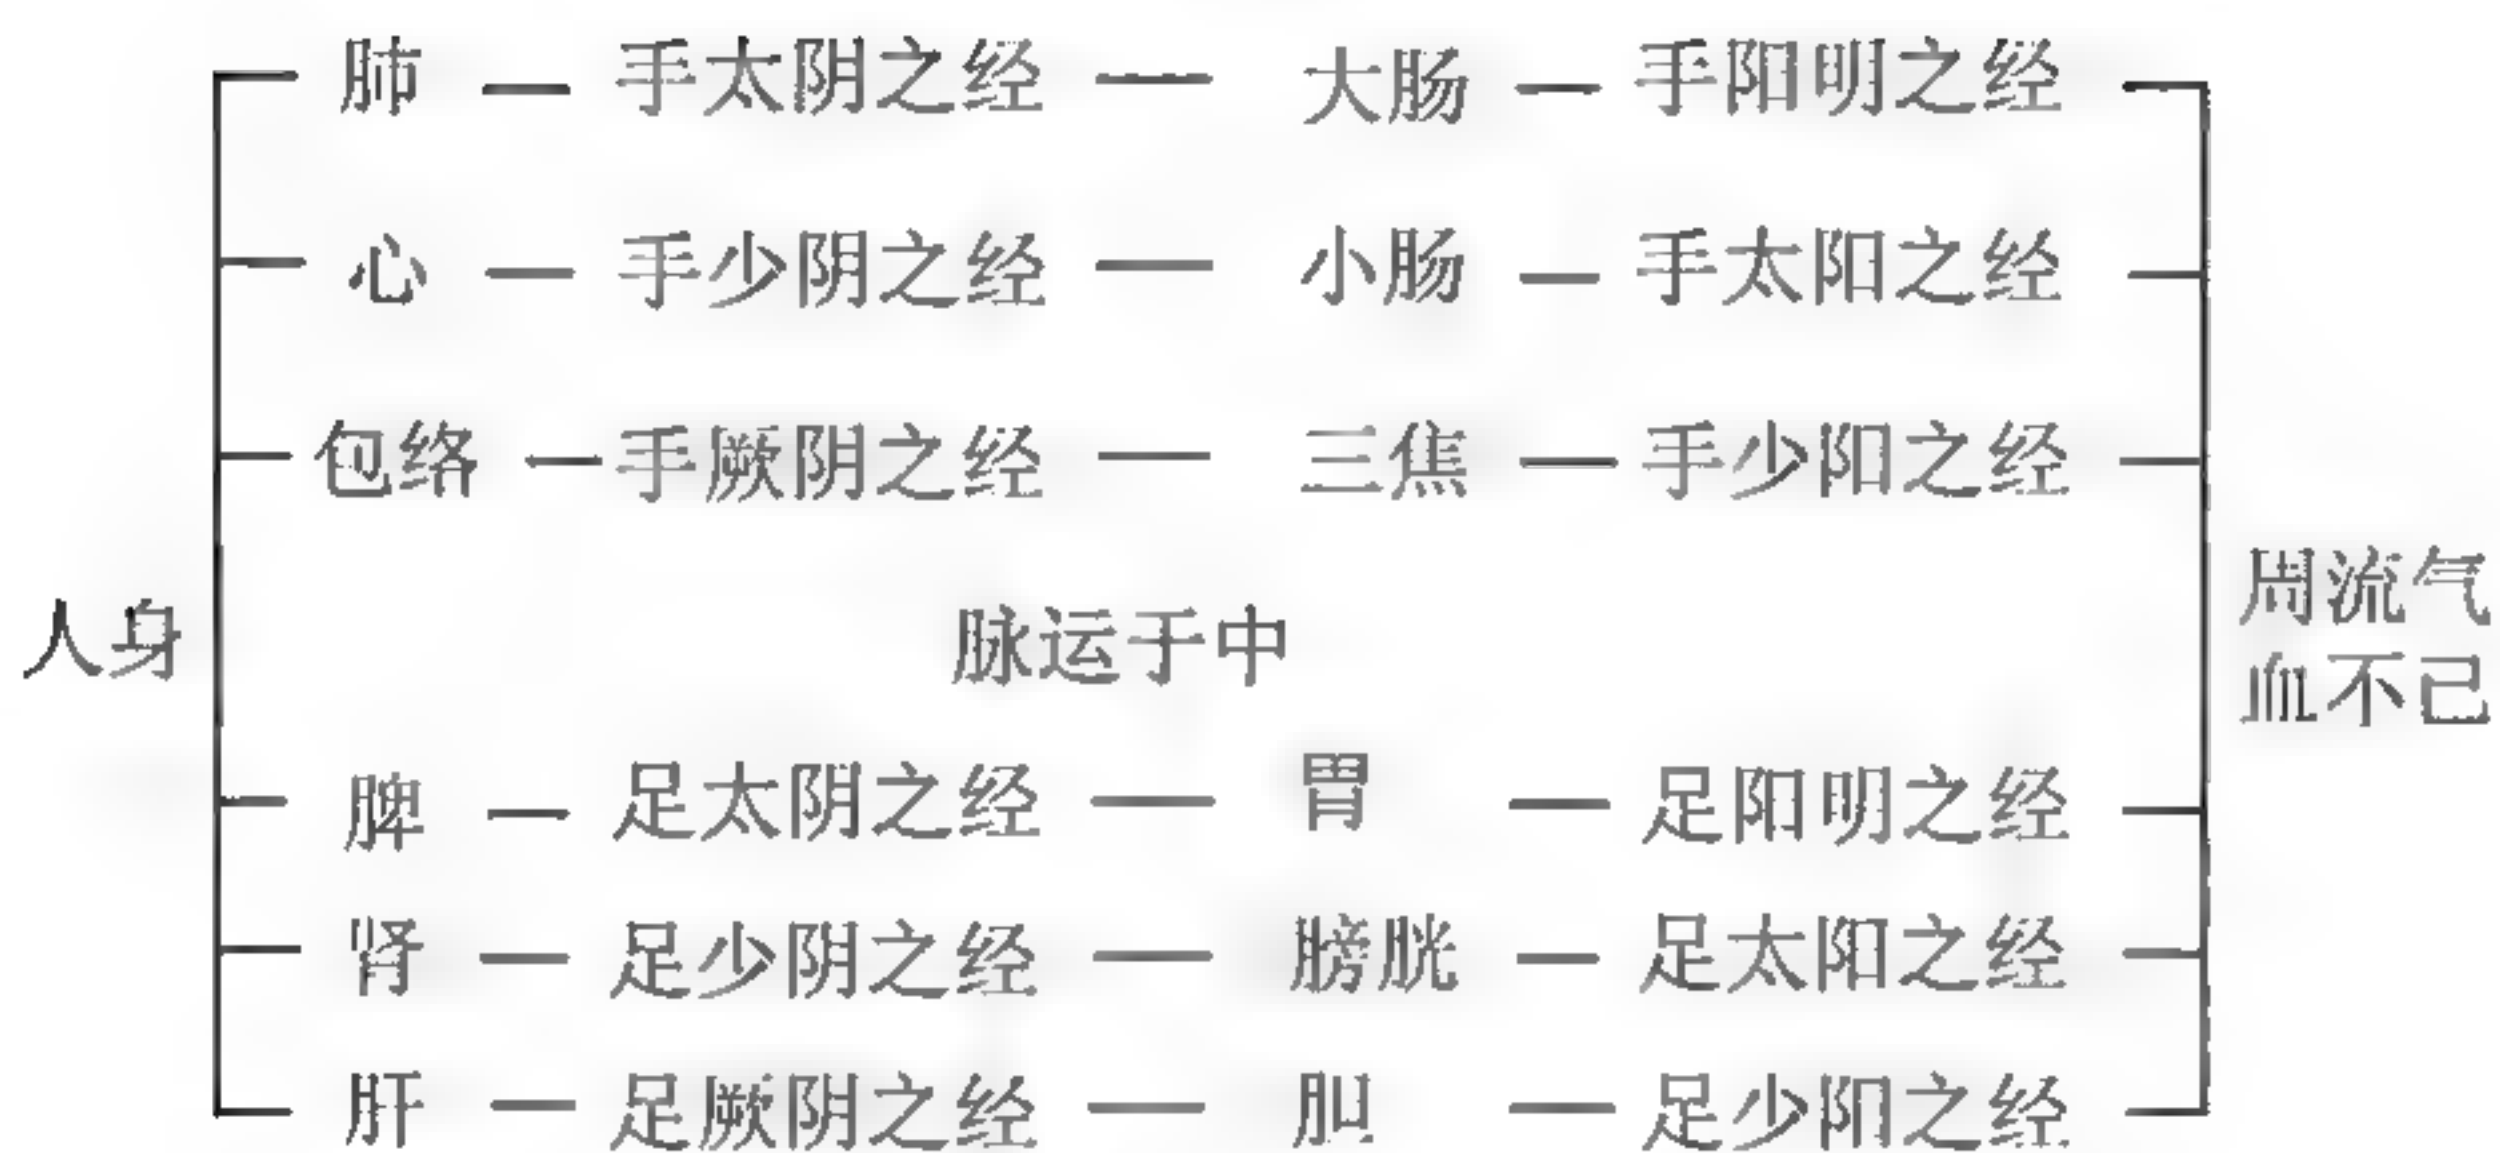 肺 手太阴之经 大肠 手阳明之经
心 手少阴之经 小肠 手太阳之经
包络 手厥阴之经 三焦 手少阳之经
人身
脉运于中
周流气
血不已
脾 足太阴之经 胃 足阳明之经
肾 足少阴之经 膀胱 足太阳之经
肝 足厥阴之经 胆 足少阳之经